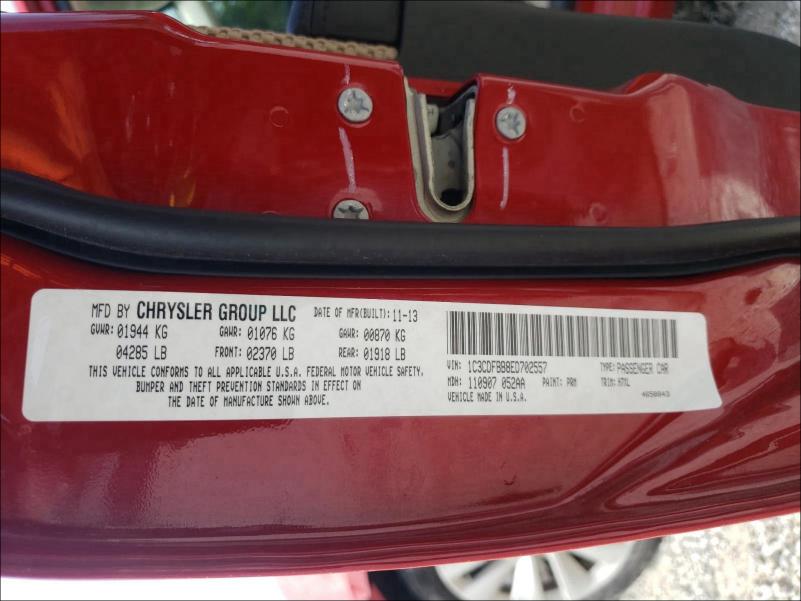 MFD BY CHRYSLER GROUP LLC DATE OF MFR(BUILT): 11-13
GVWR: 01944 KG GAWR: 01076 KG GAWR: 00870 KG
04285 LB FRONT: 02370 LB REAR: 01918 LB
THIS VEHICLE CONFORMS TO ALL APPLICABLE U.S.A. FEDERAL MOTOR VEHICLE SAFETY,
BUMPER AND THEFT PREVENTION STANDARDS IN EFFECT ON
THE DATE OF MANUFACTURE SHOWN ABOVE.
VIN: 1C3CDFBB8ED702557 TYPE: PASSENGER CAR
MDH: 110907 052AA PAINT: PRM TRIM:
VEHICLE MADE IN U.S.A. 4650843